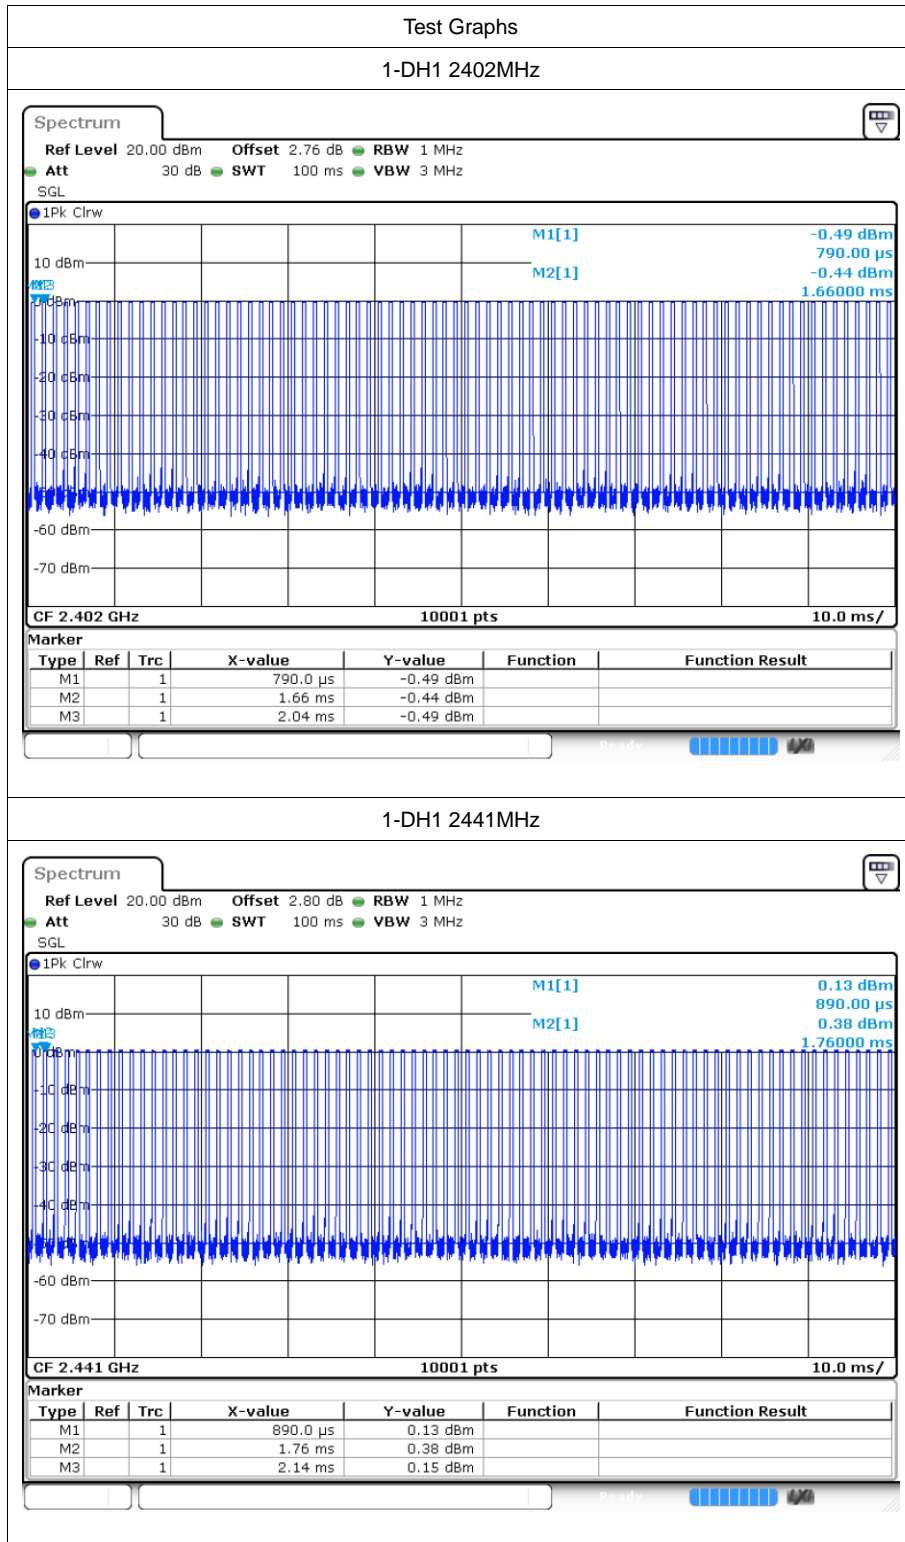 Test Graphs
1-DH1 2402MHz
Spectrum
Ref Level 20.00 dBm Offset 2.76 dB RBW 1 MHz
Att 30 dB SWT 100 ms VBW 3 MHz
SGL
1Pk Clrw
M1[1] -0.49 dBm
790.00 µs
10 dBm
M2[1] -0.44 dBm
1.66000 ms
0 dBm
-10 dBm
-20 dBm
-30 dBm
-40 dBm
-60 dBm
-70 dBm
CF 2.402 GHz 10001 pts 10.0 ms/
Marker
Type Ref Trc X-value Y-value Function Function Result
M1 1 790.0 µs -0.49 dBm
M2 1 1.66 ms -0.44 dBm
M3 1 2.04 ms -0.49 dBm
Ready
1-DH1 2441MHz
Spectrum
Ref Level 20.00 dBm Offset 2.80 dB RBW 1 MHz
Att 30 dB SWT 100 ms VBW 3 MHz
SGL
1Pk Clrw
M1[1] 0.13 dBm
890.00 µs
10 dBm
M2[1] 0.38 dBm
1.76000 ms
0 dBm
-10 dBm
-20 dBm
-30 dBm
-40 dBm
-60 dBm
-70 dBm
CF 2.441 GHz 10001 pts 10.0 ms/
Marker
Type Ref Trc X-value Y-value Function Function Result
M1 1 890.0 µs 0.13 dBm
M2 1 1.76 ms 0.38 dBm
M3 1 2.14 ms 0.15 dBm
Ready